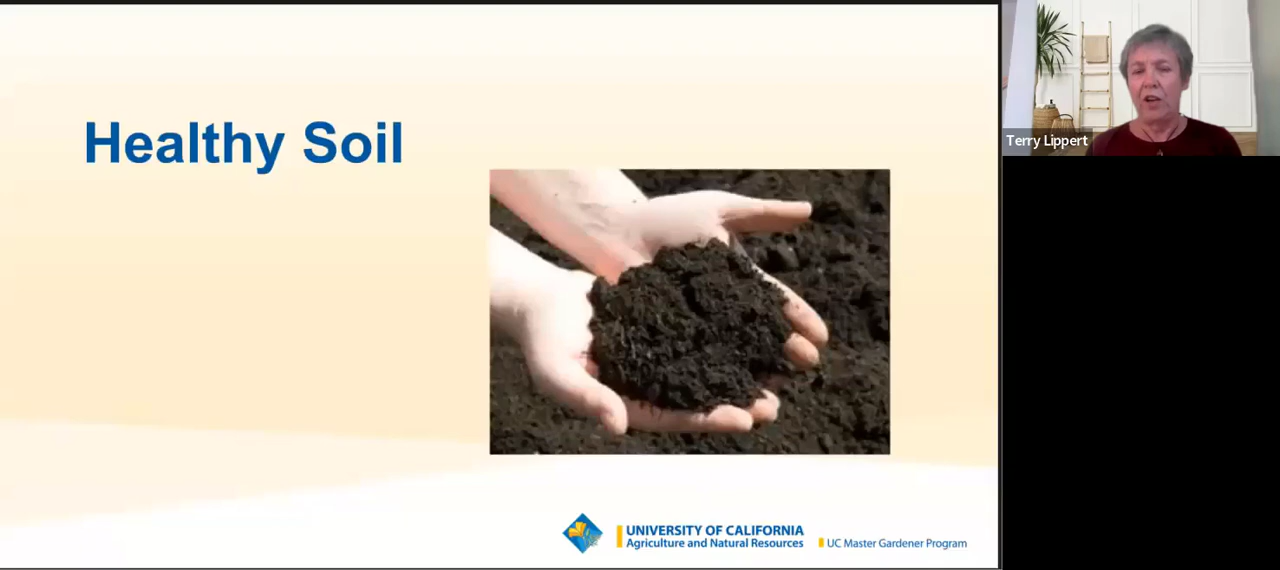 Healthy Soil
Terry Lippert
UNIVERSITY OF CALIFORNIA
Agriculture and Natural Resources
UC Master Gardener Program